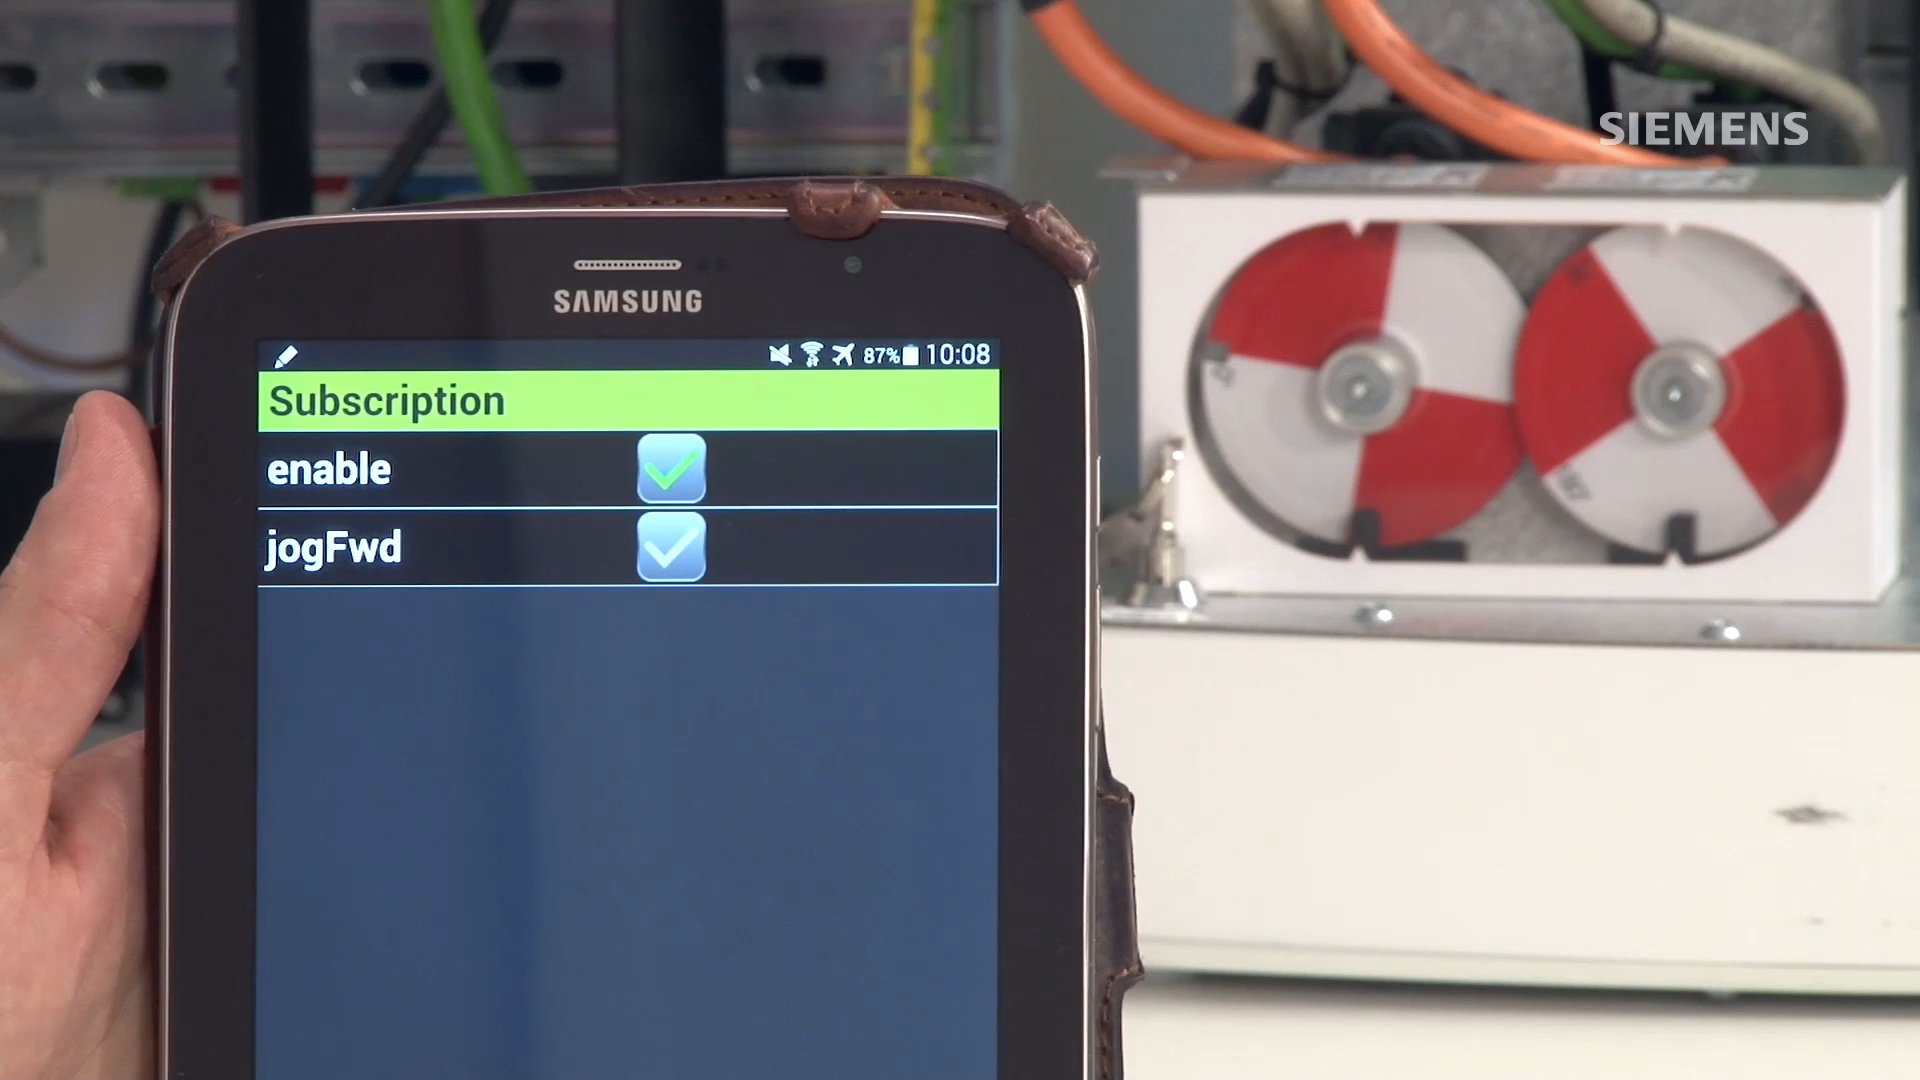 SIEMENS
SAMSUNG
87% 10:08
Subscription
enable
jogFwd